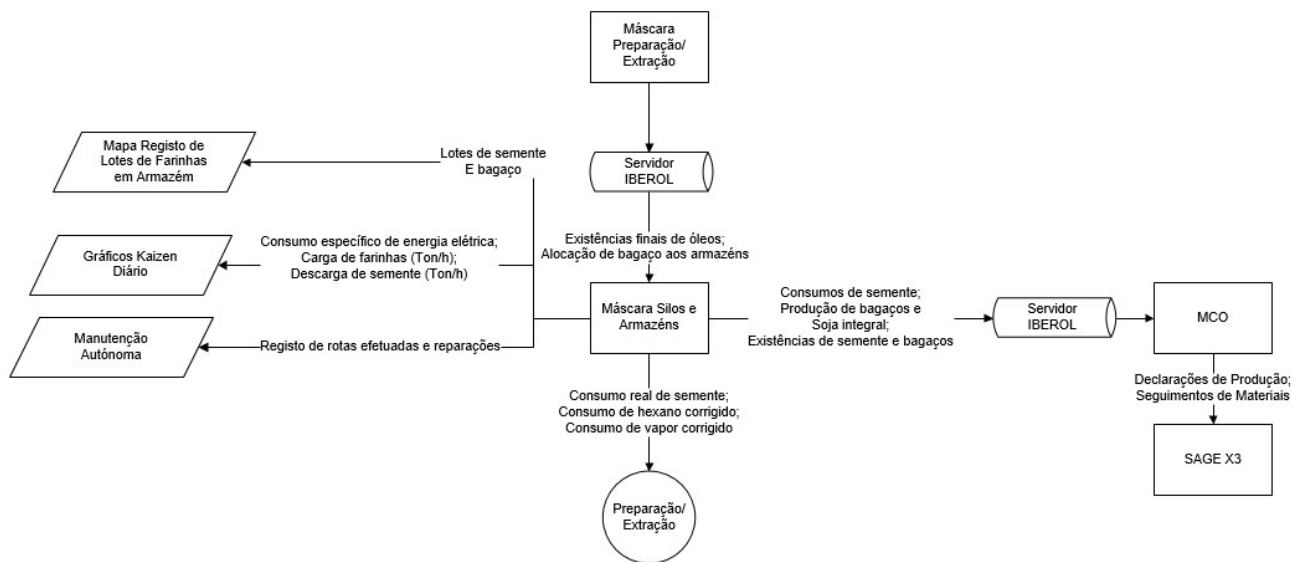 Máscara
Preparação/
Extração
Mapa Registo de
Lotes de Farinhas
em Armazém
Lotes de semente
E bagaço
Servidor
IBEROL
Gráficos Kaizen
Diário
Consumo específico de energia elétrica;
Carga de farinhas (Ton/h);
Descarga de semente (Ton/h)
Existências finais de óleos;
Alocação de bagaço aos armazéns
Manutenção
Autónoma
Registo de rotas efetuadas e reparações
Máscara Silos e
Armazéns
Consumos de semente;
Produção de bagaços e
Soja integral;
Existências de semente e bagaços
Servidor
IBEROL
MCO
Consumo real de semente;
Consumo de hexano corrigido;
Consumo de vapor corrigido
Declarações de Produção;
Seguimentos de Materiais
SAGE X3
Preparação/
Extração